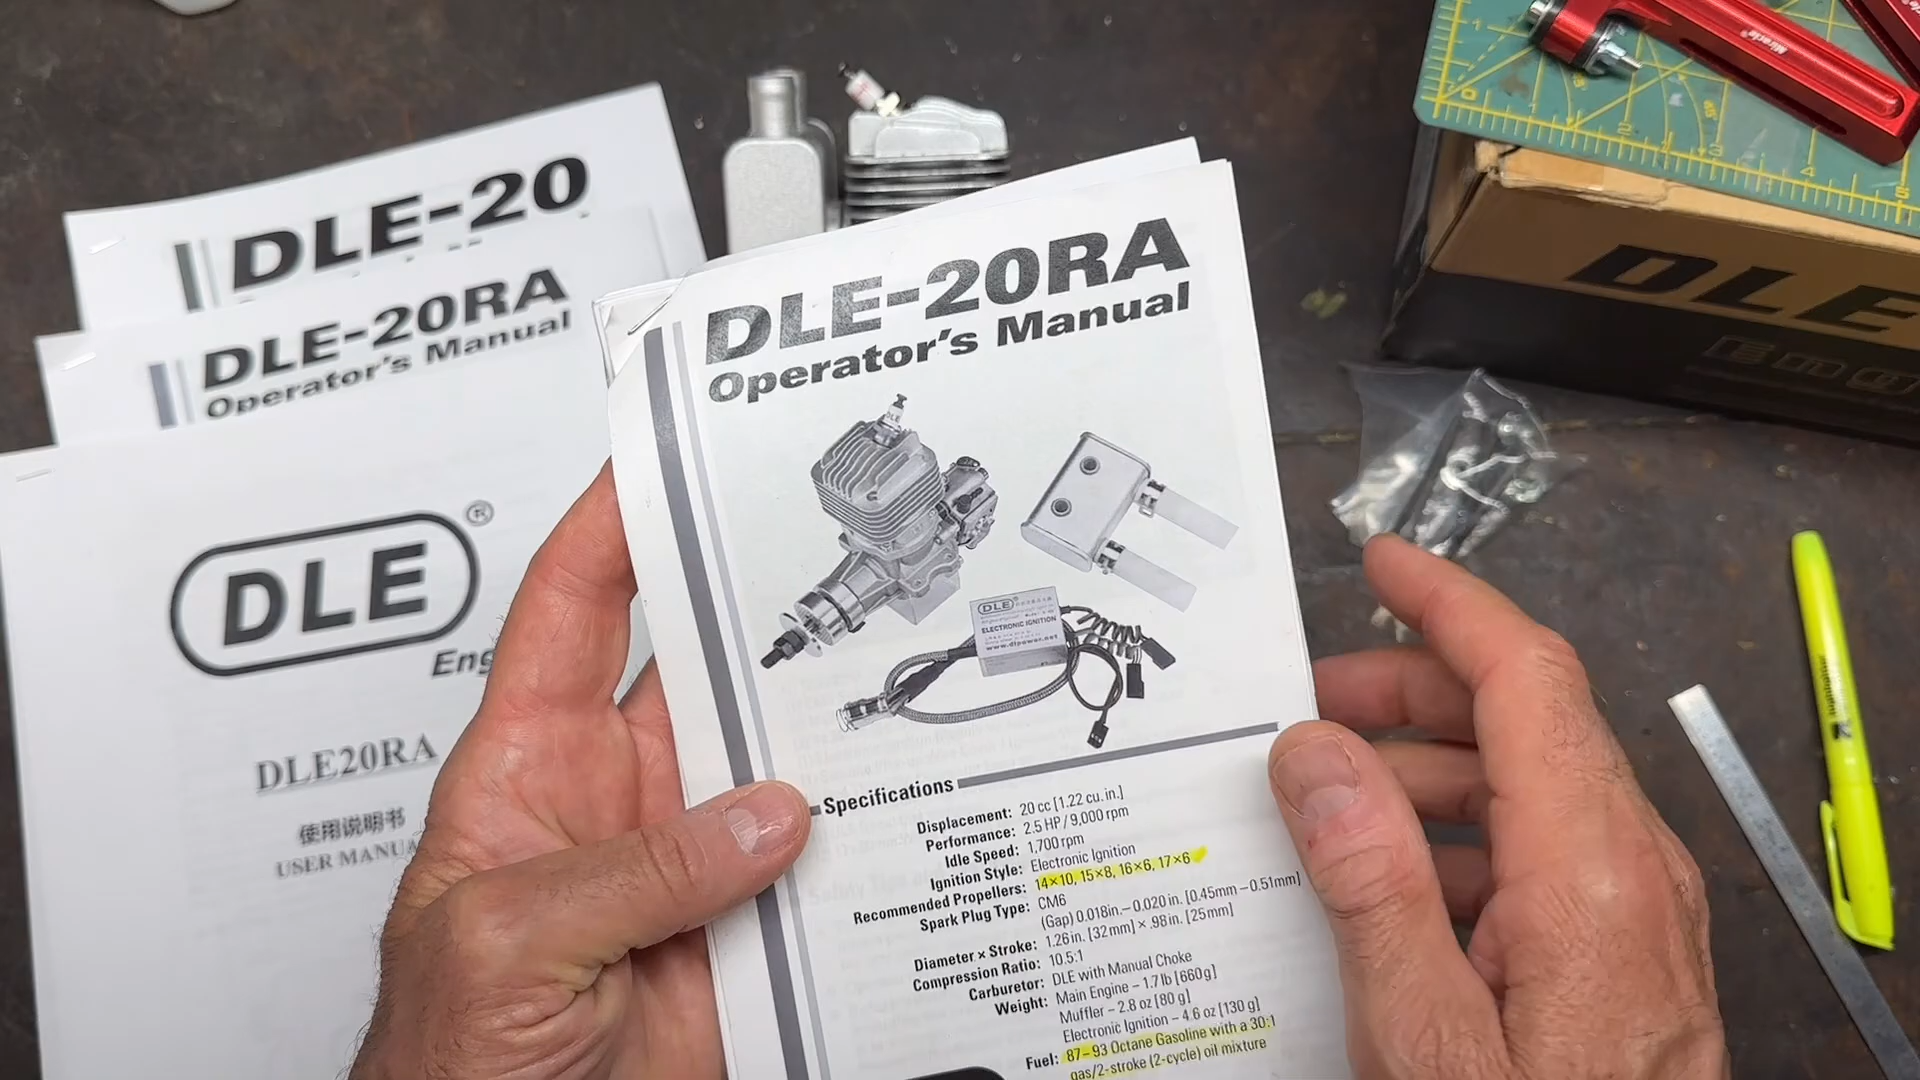 DLE-20
DLE-20RA
Operator's Manual
DLE®
DLE20RA
使用说明书
USER
DLE-20RA
Operator's Manual
DLE
DLE
ELECTRONIC IGNITION
www.dlpower.net
Specifications
Displacement: 20 cc [1.22 cu. in.]
Performance: 2.5 HP / 9,000 rpm
Idle Speed: 1,700 rpm
Ignition Style: Electronic Ignition
Recommended Propellers: 14×10, 15×8, 16×6, 17×6
Spark Plug Type: CM6
(Gap) 0.018in.– 0.020 in. [0.45mm –0.51mm]
Diameter × Stroke: 1.26 in. [32mm] × .98 in. [25mm]
Compression Ratio: 10.5:1
Carburetor: DLE with Manual Choke
Weight: Main Engine – 1.7 lb [660 g]
Muffler – 2.8 oz [80 g]
Electronic Ignition – 4.6 oz [130 g]
Fuel: 87– 93 Octane Gasoline with a 30:1
gas/2-stroke (2-cycle) oil mixture
DLE
Miracle®